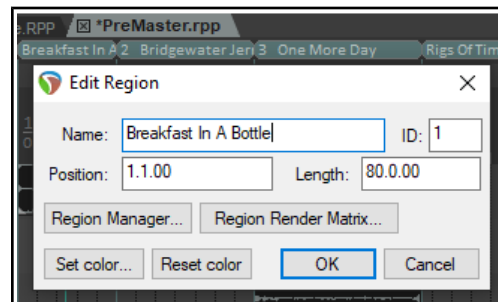 e.RPP *PreMaster.rpp
Breakfast In A 2 Bridgewater Jeri 3 One More Day Rigs Of Tim
Edit Region
Name: Breakfast In A Bottle ID: 1
Position: 1.1.00 Length: 80.0.00
Region Manager... Region Render Matrix...
Set color... Reset color OK Cancel